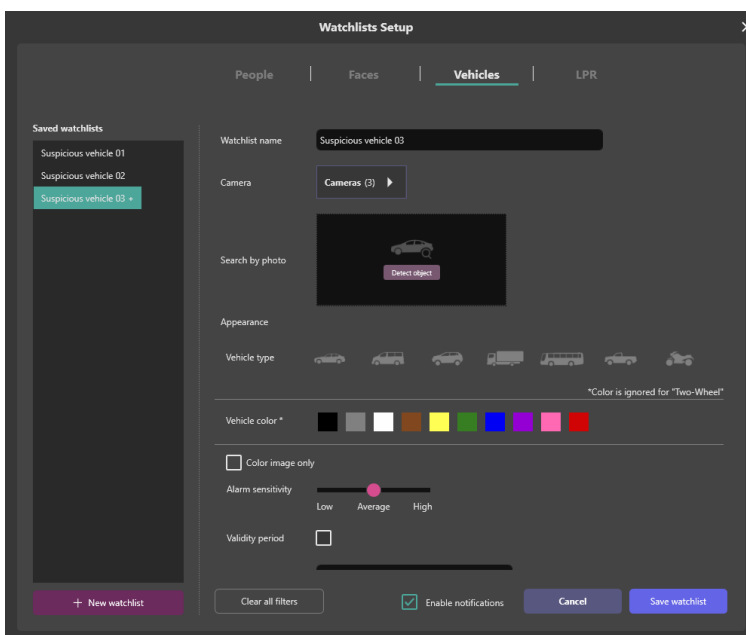 Watchlists Setup
People
Faces
Vehicles
LPR
Saved watchlists
Suspicious vehicle 01
Suspicious vehicle 02
Suspicious vehicle 03 *
+ New watchlist
Watchlist name
Suspicious vehicle 03
Camera
Cameras (3)
Search by photo
Detect object
Appearance
Vehicle type
*Color is ignored for "Two-Wheel"
Vehicle color *
Color image only
Alarm sensitivity
Low Average High
Validity period
Clear all filters
Enable notifications
Cancel
Save watchlist